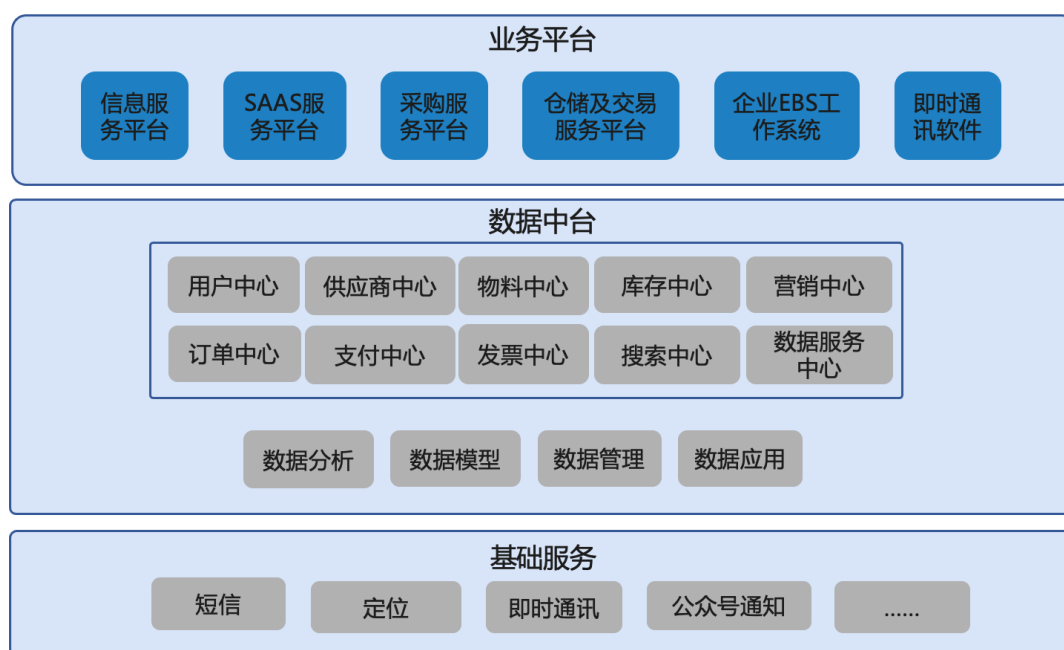 业务平台
信息服
务平台
SAAS服
务平台
采购服
务平台
仓储及交易
服务平台
企业EBS工
作系统
即时通
讯软件
数据中台
用户中心
供应商中心
物料中心
库存中心
营销中心
订单中心
支付中心
发票中心
搜索中心
数据服务
中心
数据分析
数据模型
数据管理
数据应用
基础服务
短信
定位
即时通讯
公众号通知
......